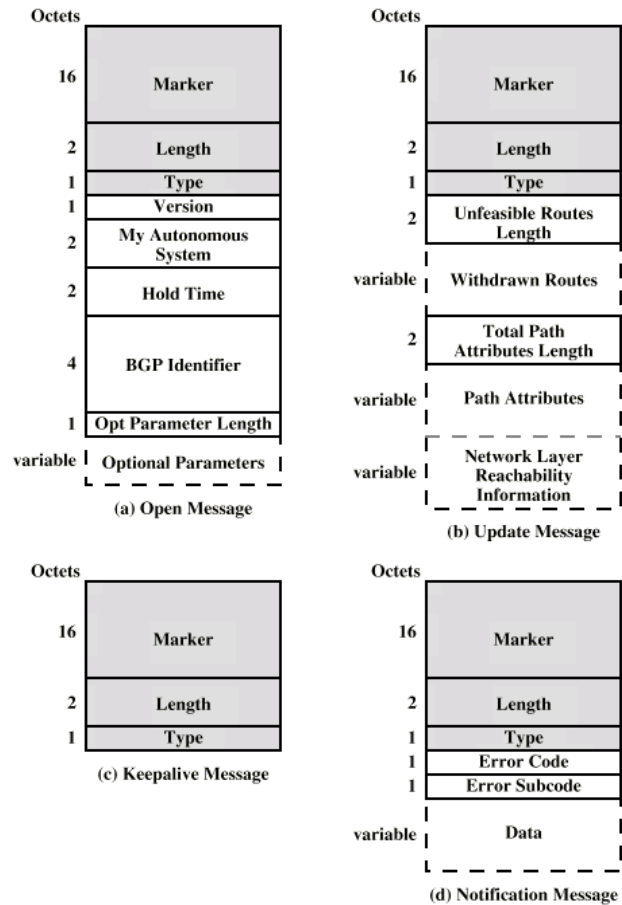 Octets
16
Marker
2
Length
1
Type
1
Version
2
My Autonomous
System
2
Hold Time
4
BGP Identifier
1
Opt Parameter Length
variable
Optional Parameters
(a) Open Message
Octets
16
Marker
2
Length
1
Type
2
Unfeasible Routes
Length
variable
Withdrawn Routes
2
Total Path
Attributes Length
variable
Path Attributes
variable
Network Layer
Reachability
Information
(b) Update Message
Octets
16
Marker
2
Length
1
Type
(c) Keepalive Message
Octets
16
Marker
2
Length
1
Type
1
Error Code
1
Error Subcode
variable
Data
(d) Notification Message